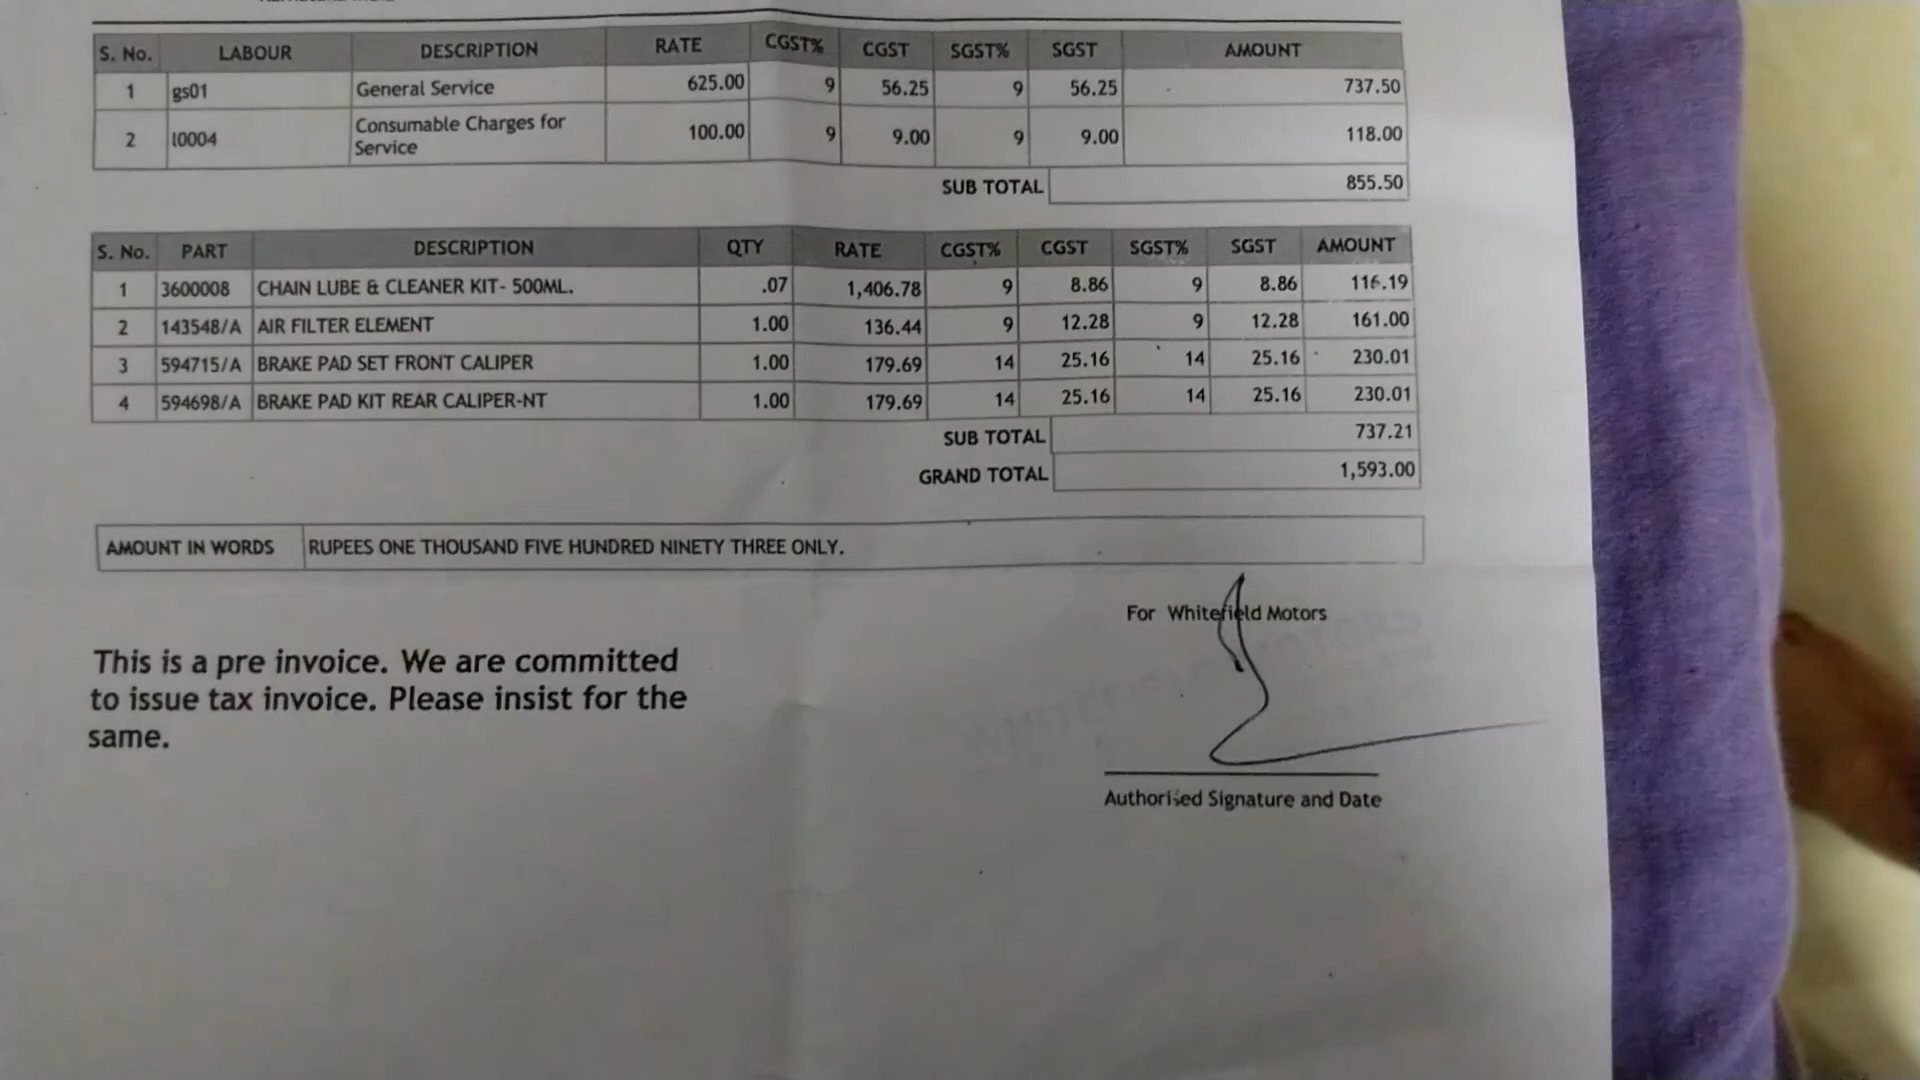 S. No. LABOUR DESCRIPTION RATE CGST% CGST SGST% SGST AMOUNT
1 gs01 General Service 625.00 9 56.25 9 56.25 737.50
2 l0004 Consumable Charges for Service 100.00 9 9.00 9 9.00 118.00
SUB TOTAL 855.50
S. No. PART DESCRIPTION QTY RATE CGST% CGST SGST% SGST AMOUNT
1 3600008 CHAIN LUBE & CLEANER KIT- 500ML. .07 1,406.78 9 8.86 9 8.86 116.19
2 143548/A AIR FILTER ELEMENT 1.00 136.44 9 12.28 9 12.28 161.00
3 594715/A BRAKE PAD SET FRONT CALIPER 1.00 179.69 14 25.16 14 25.16 230.01
4 594698/A BRAKE PAD KIT REAR CALIPER-NT 1.00 179.69 14 25.16 14 25.16 230.01
SUB TOTAL 737.21
GRAND TOTAL 1,593.00
AMOUNT IN WORDS RUPEES ONE THOUSAND FIVE HUNDRED NINETY THREE ONLY.
For Whitefield Motors
This is a pre invoice. We are committed
to issue tax invoice. Please insist for the
same.
Authorised Signature and Date